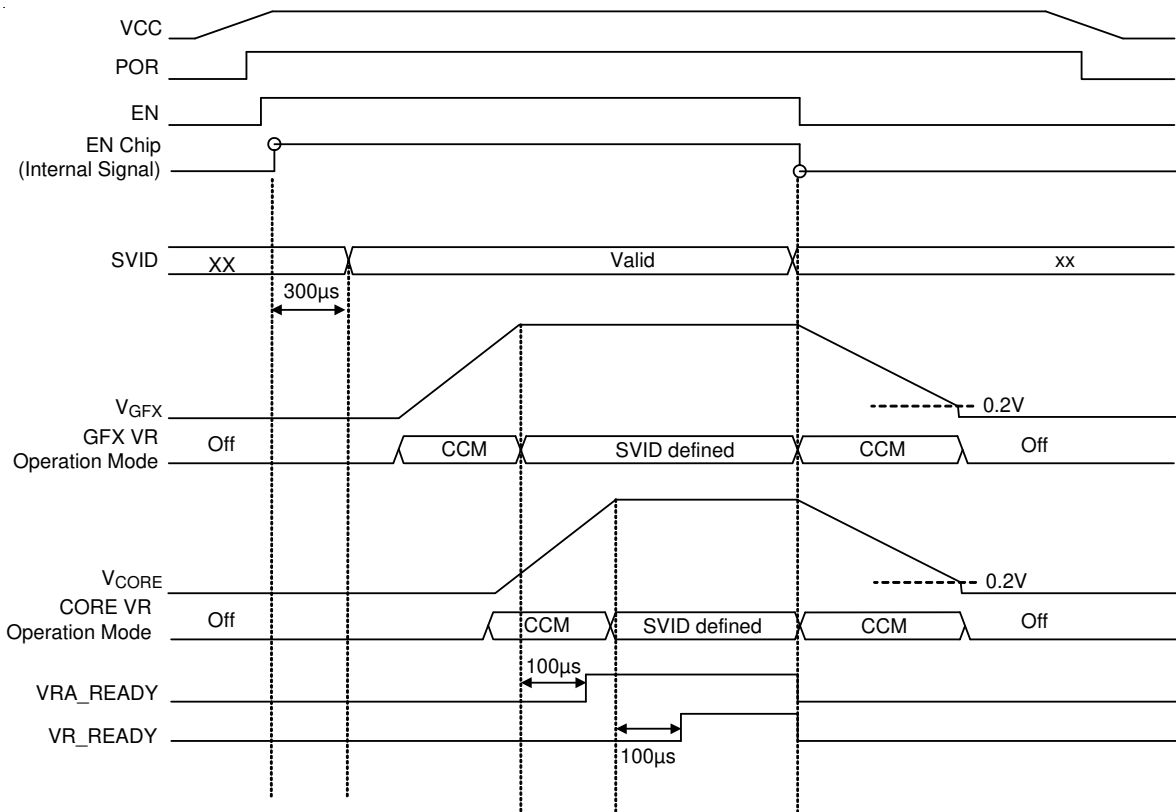 VCC
POR
EN
EN Chip
(Internal Signal)
SVID XX Valid xx
300µs
VGFX 0.2V
GFX VR
Operation Mode Off CCM SVID defined CCM Off
VCORE 0.2V
CORE VR
Operation Mode Off CCM SVID defined CCM Off
100µs
VRA_READY
VR_READY
100µs